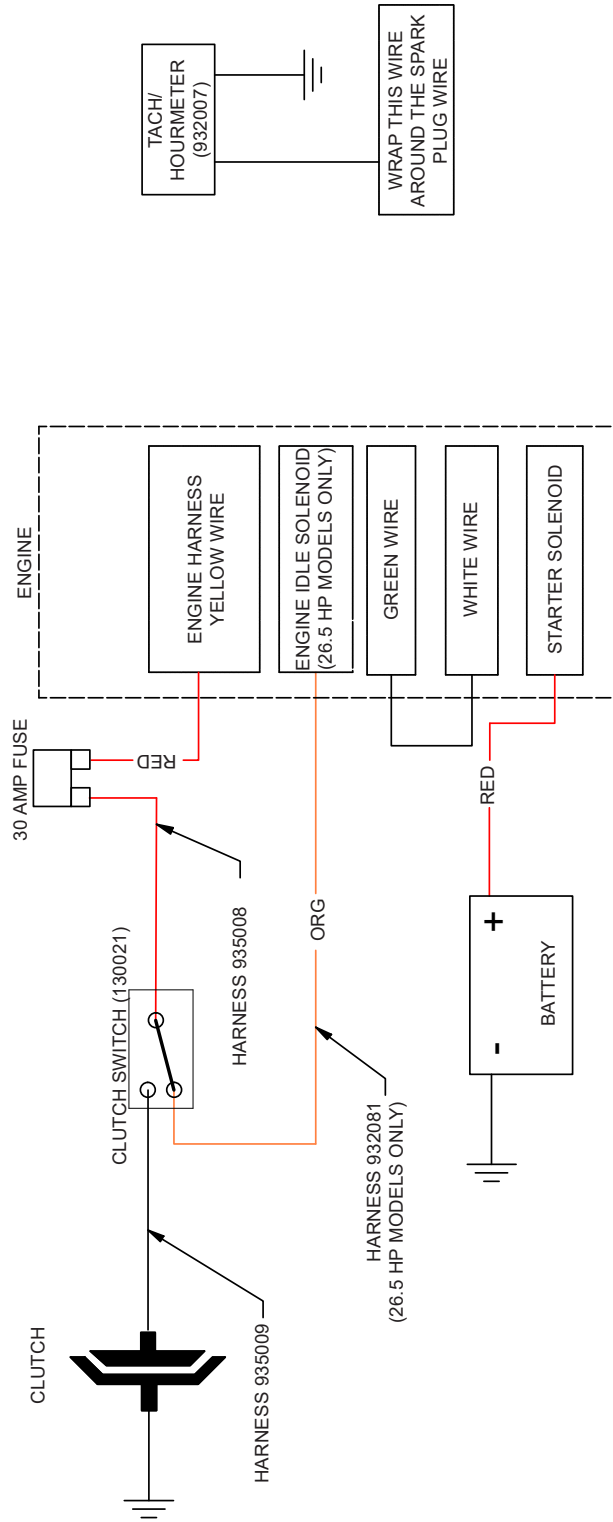 CLUTCH
HARNESS 935009
CLUTCH SWITCH (130021)
HARNESS 935008
30 AMP FUSE
RED
ORG
HARNESS 932081
(26.5 HP MODELS ONLY)
-
+
BATTERY
RED
ENGINE
ENGINE HARNESS
YELLOW WIRE
ENGINE IDLE SOLENOID
(26.5 HP MODELS ONLY)
GREEN WIRE
WHITE WIRE
STARTER SOLENOID
TACH/
HOURMETER
(932007)
WRAP THIS WIRE
AROUND THE SPARK
PLUG WIRE